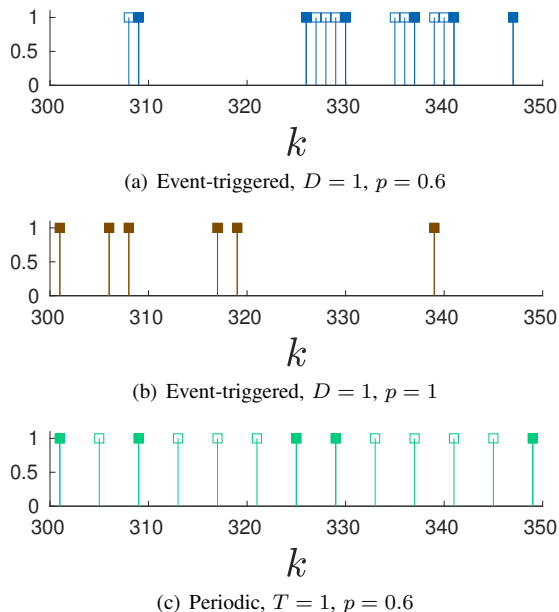 1
0.5
0
300 310 320 330 340 350
k
(a) Event-triggered, D = 1, p = 0.6
1
0.5
0
300 310 320 330 340 350
k
(b) Event-triggered, D = 1, p = 1
1
0.5
0
300 310 320 330 340 350
k
(c) Periodic, T = 1, p = 0.6